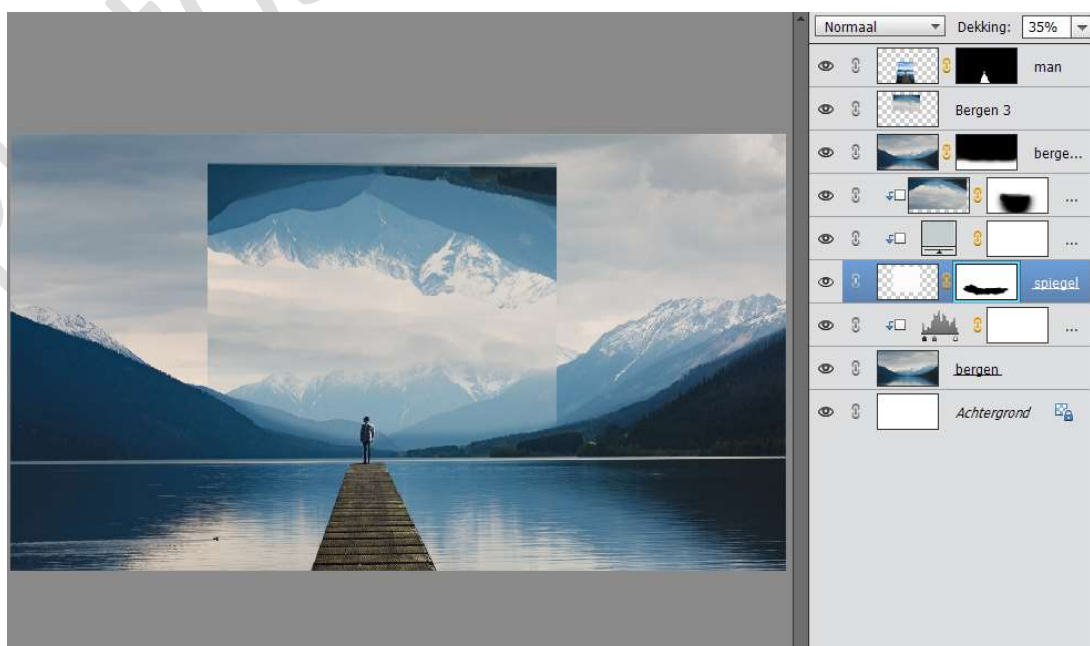 Normaal Dekking: 35%
man
Bergen 3
berge...
...
...
spiegel
...
bergen
Achtergrond